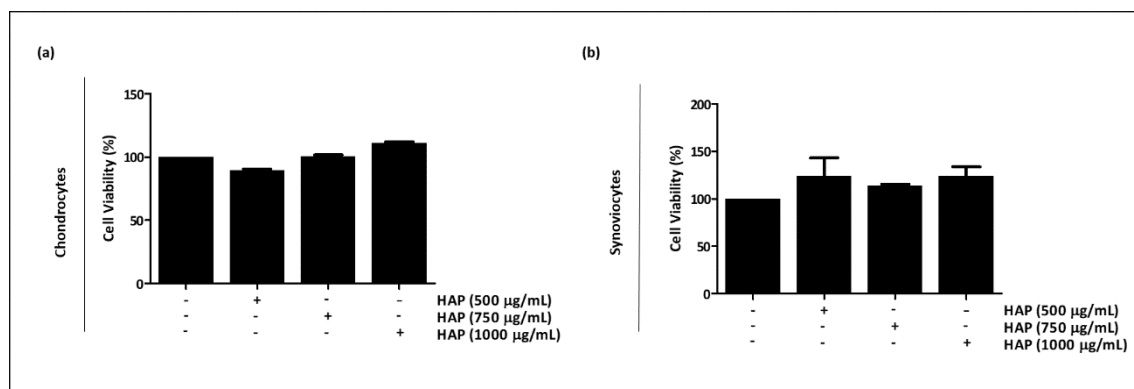 (a)
Chondrocytes
Cell Viability (%)
150
100
50
0
- + - - HAP (500 µg/mL)
- - + - HAP (750 µg/mL)
- - - + HAP (1000 µg/mL)
(b)
Synoviocytes
Cell Viability (%)
200
150
100
50
0
- + - - HAP (500 µg/mL)
- - + - HAP (750 µg/mL)
- - - + HAP (1000 µg/mL)